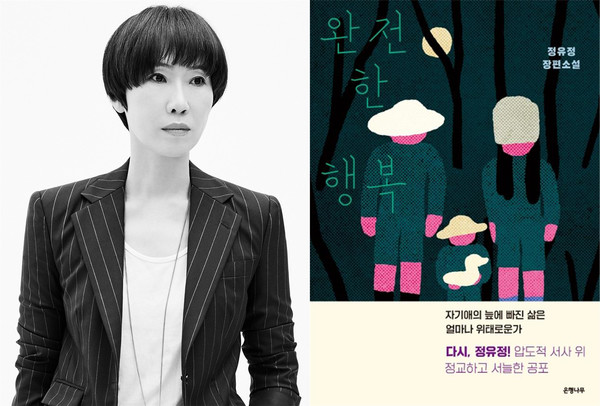 완전
한
행복
정유정
장편소설
자기애의 늪에 빠진 삶은
얼마나 위태로운가
다시, 정유정! 압도적 서사 위
정교하고 서늘한 공포
은행나무